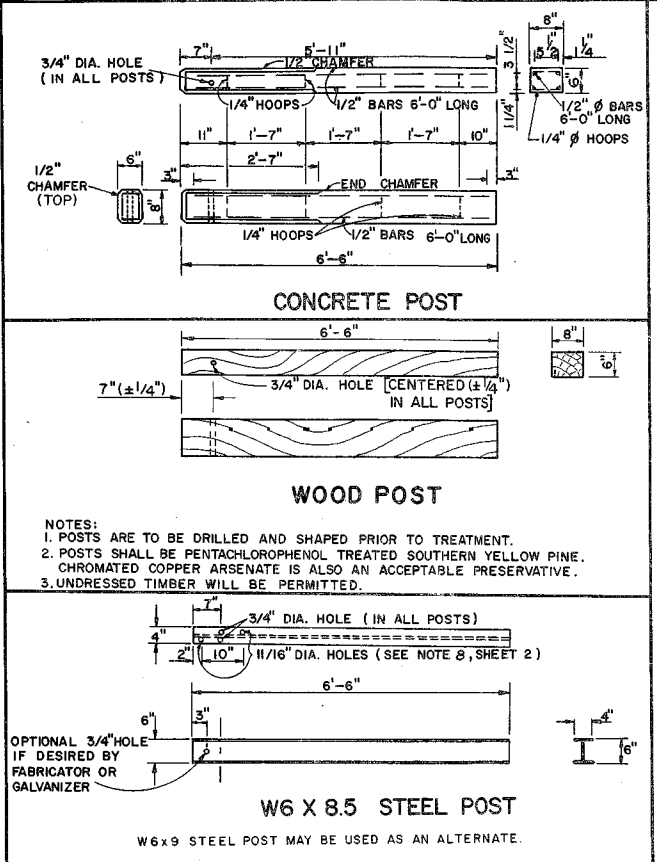 7" 5'-11" 8"
3/4" DIA. HOLE
(IN ALL POSTS)
1/2" CHAMFER
1/4" HOOPS 1/2" BARS 6'-0" LONG
3 1/2" 1 1/4"
5 1/2" 1 1/4"
6"
1/2" Ø BARS
6'-0" LONG
1/4" Ø HOOPS
11" 1'-7" 1'-7" 1'-7" 10"
2'-7"
3" 3"
1/2"
CHAMFER
(TOP)
6"
8"
END CHAMFER
1/4" HOOPS 1/2" BARS 6'-0" LONG
6'-6"
CONCRETE POST
6'-6" 8"
6"
7" (±1/4")
3/4" DIA. HOLE [CENTERED (±1/4")
IN ALL POSTS]
WOOD POST
NOTES:
1. POSTS ARE TO BE DRILLED AND SHAPED PRIOR TO TREATMENT.
2. POSTS SHALL BE PENTACHLOROPHENOL TREATED SOUTHERN YELLOW PINE.
CHROMATED COPPER ARSENATE IS ALSO AN ACCEPTABLE PRESERVATIVE.
3. UNDRESSED TIMBER WILL BE PERMITTED.
7"
3/4" DIA. HOLE (IN ALL POSTS)
4"
2" 10" 11/16" DIA. HOLES (SEE NOTE 8, SHEET 2)
6'-6"
6" 3" 4"
6"
OPTIONAL 3/4" HOLE
IF DESIRED BY
FABRICATOR OR
GALVANIZER
W6 X 8.5 STEEL POST
W6x9 STEEL POST MAY BE USED AS AN ALTERNATE.